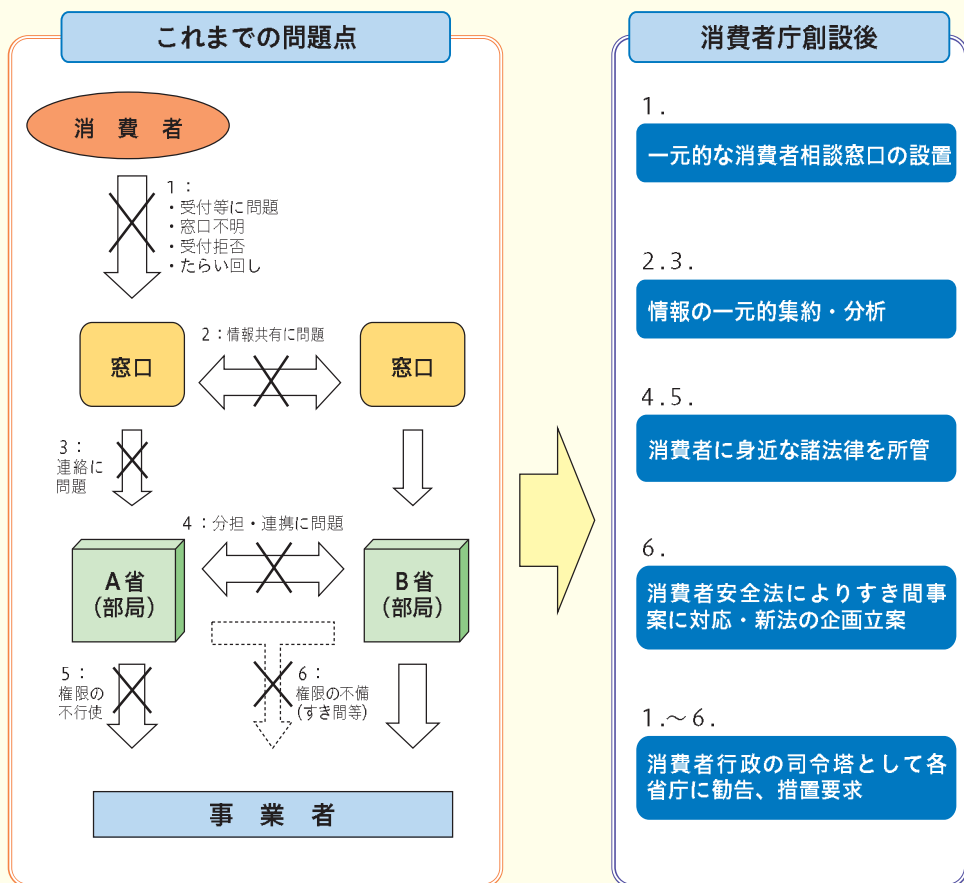 これまでの問題点
消費者
1：
・受付等に問題
・窓口不明
・受付拒否
・たらい回し
2：情報共有に問題
窓口
窓口
3：
連絡に
問題
4：分担・連携に問題
A省
(部局)
B省
(部局)
5：
権限の
不行使
6：
権限の不備
(すき間等)
事業者
消費者庁創設後
1.
一元的な消費者相談窓口の設置
2.3.
情報の一元的集約・分析
4.5.
消費者に身近な諸法律を所管
6.
消費者安全法によりすき間事
案に対応・新法の企画立案
1.～6.
消費者行政の司令塔として各
省庁に勧告、措置要求